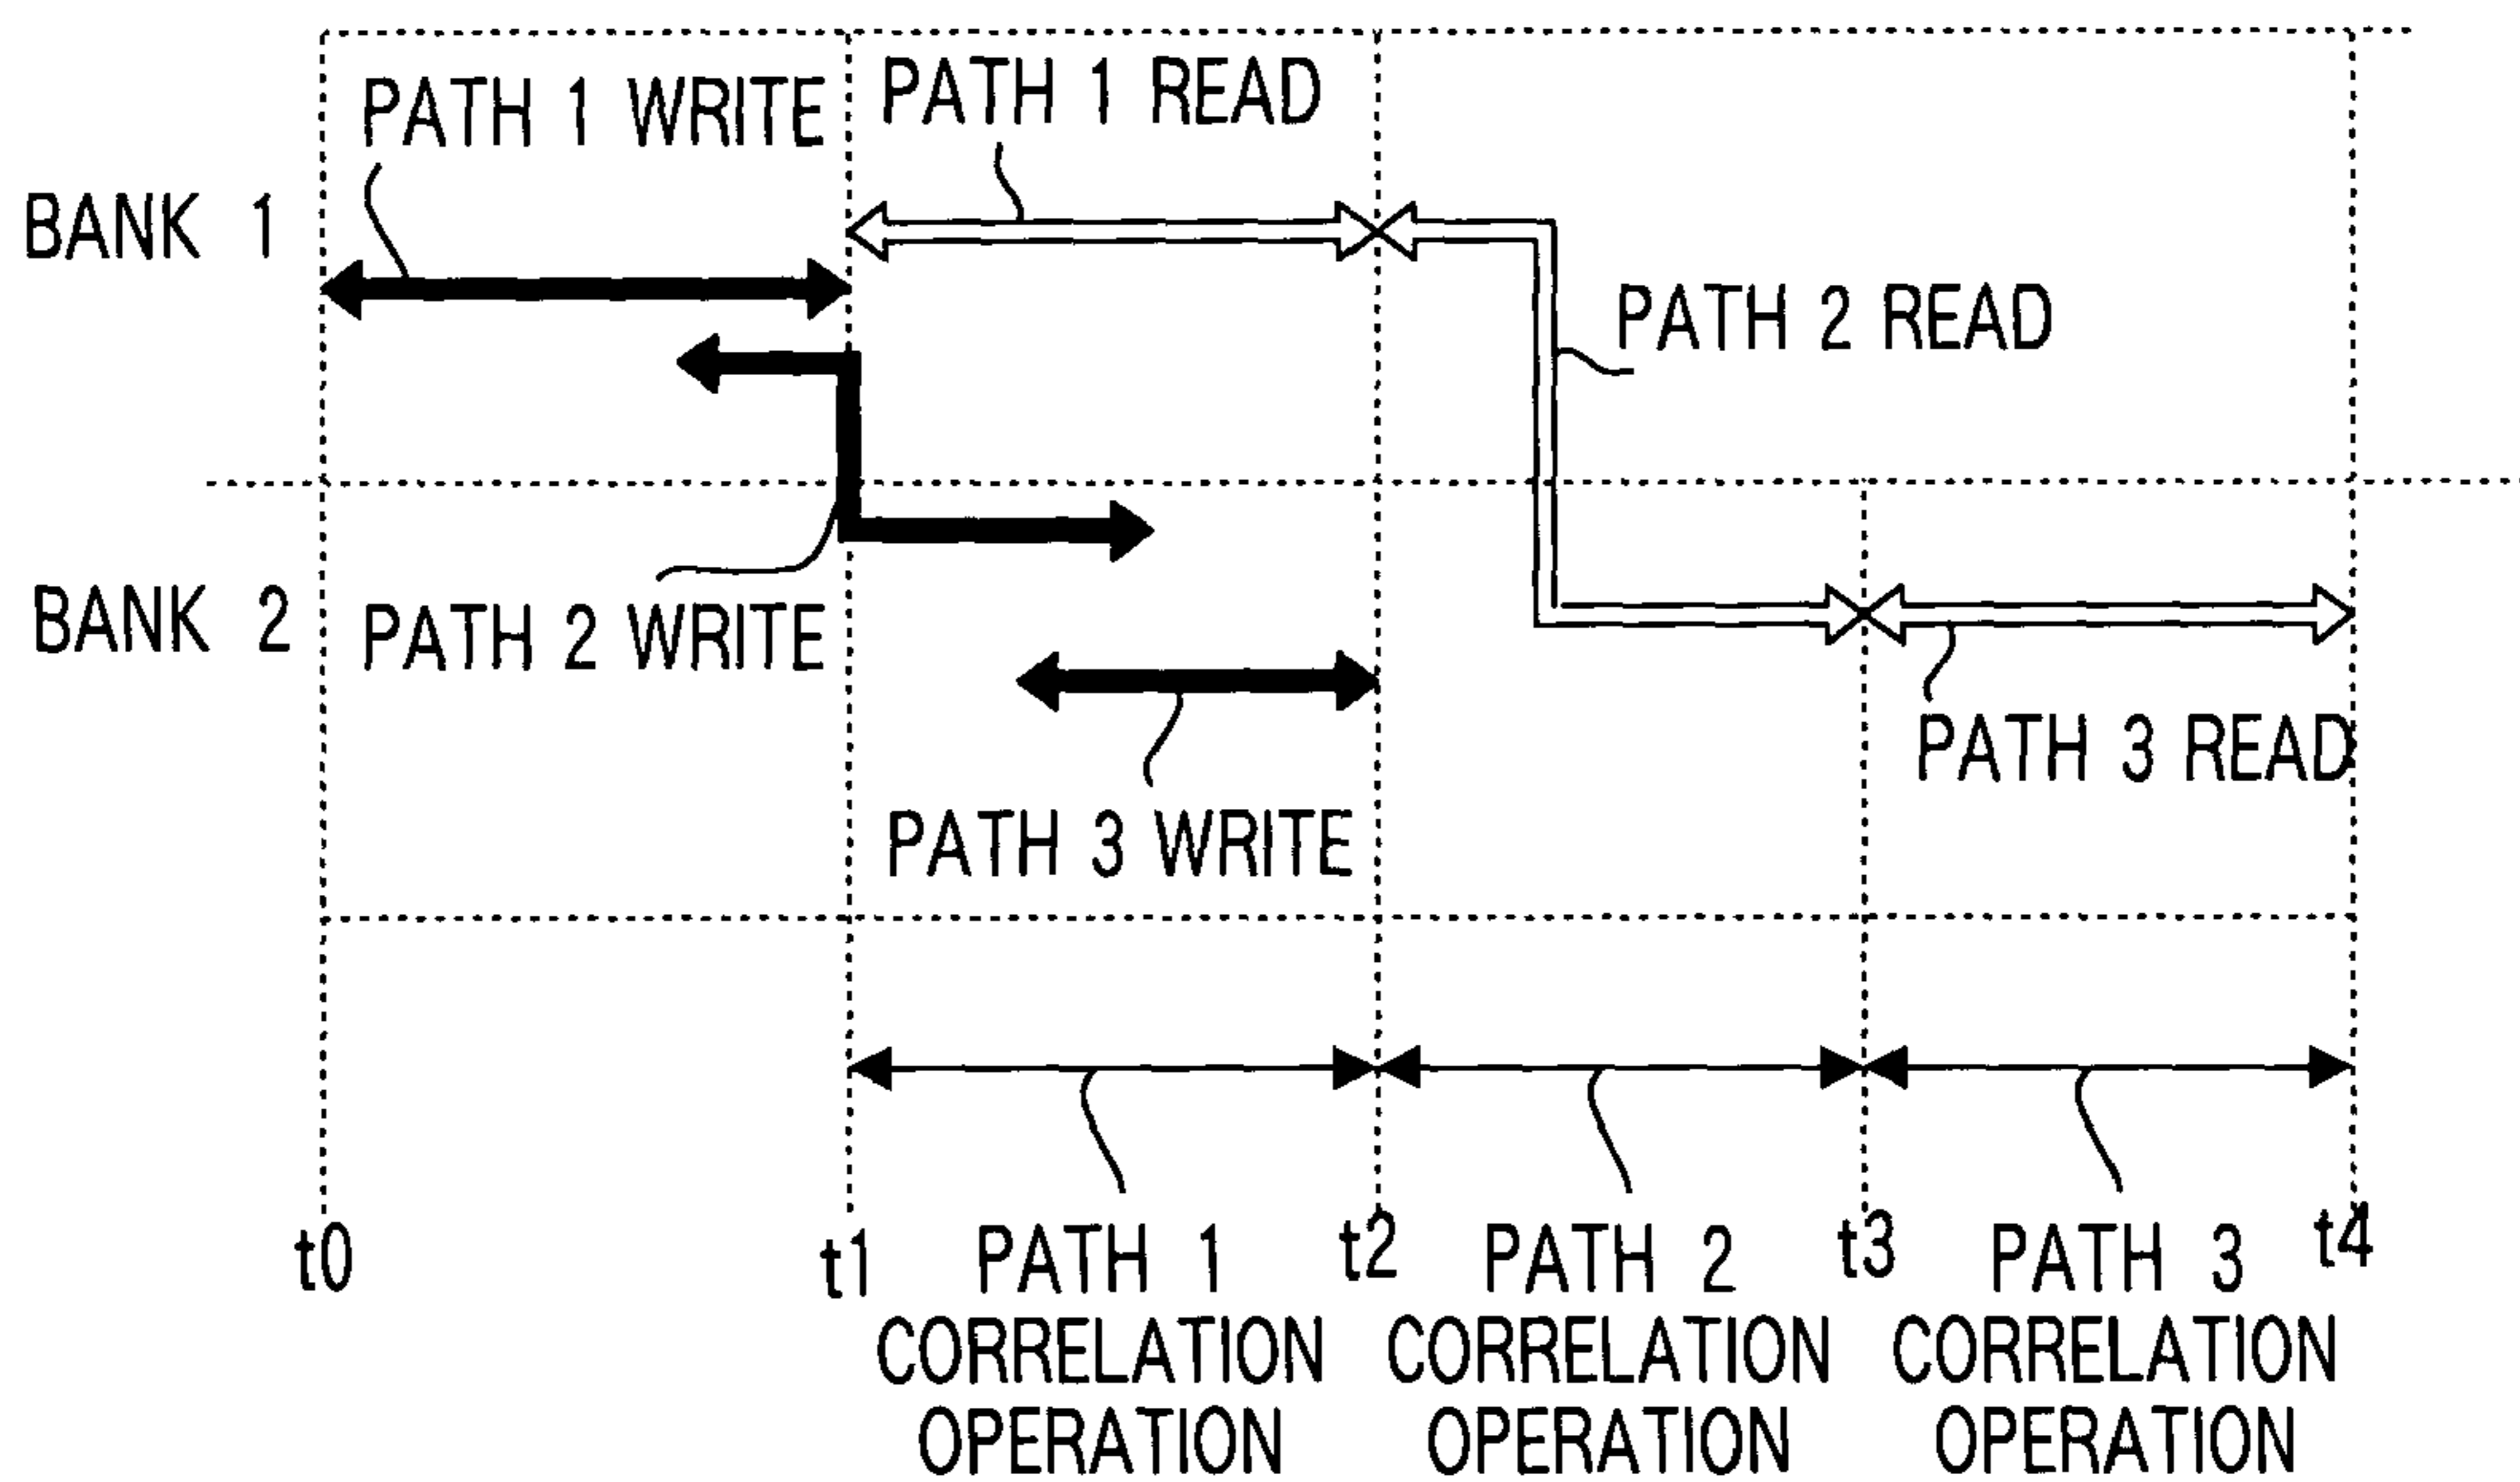 PATH 1 WRITE
PATH 1 READ
BANK 1
PATH 2 READ
BANK 2
PATH 2 WRITE
PATH 3 READ
PATH 3 WRITE
t0
t1
PATH 1
CORRELATION
OPERATION
t2
PATH 2
CORRELATION
OPERATION
t3
PATH 3
CORRELATION
OPERATION
t4